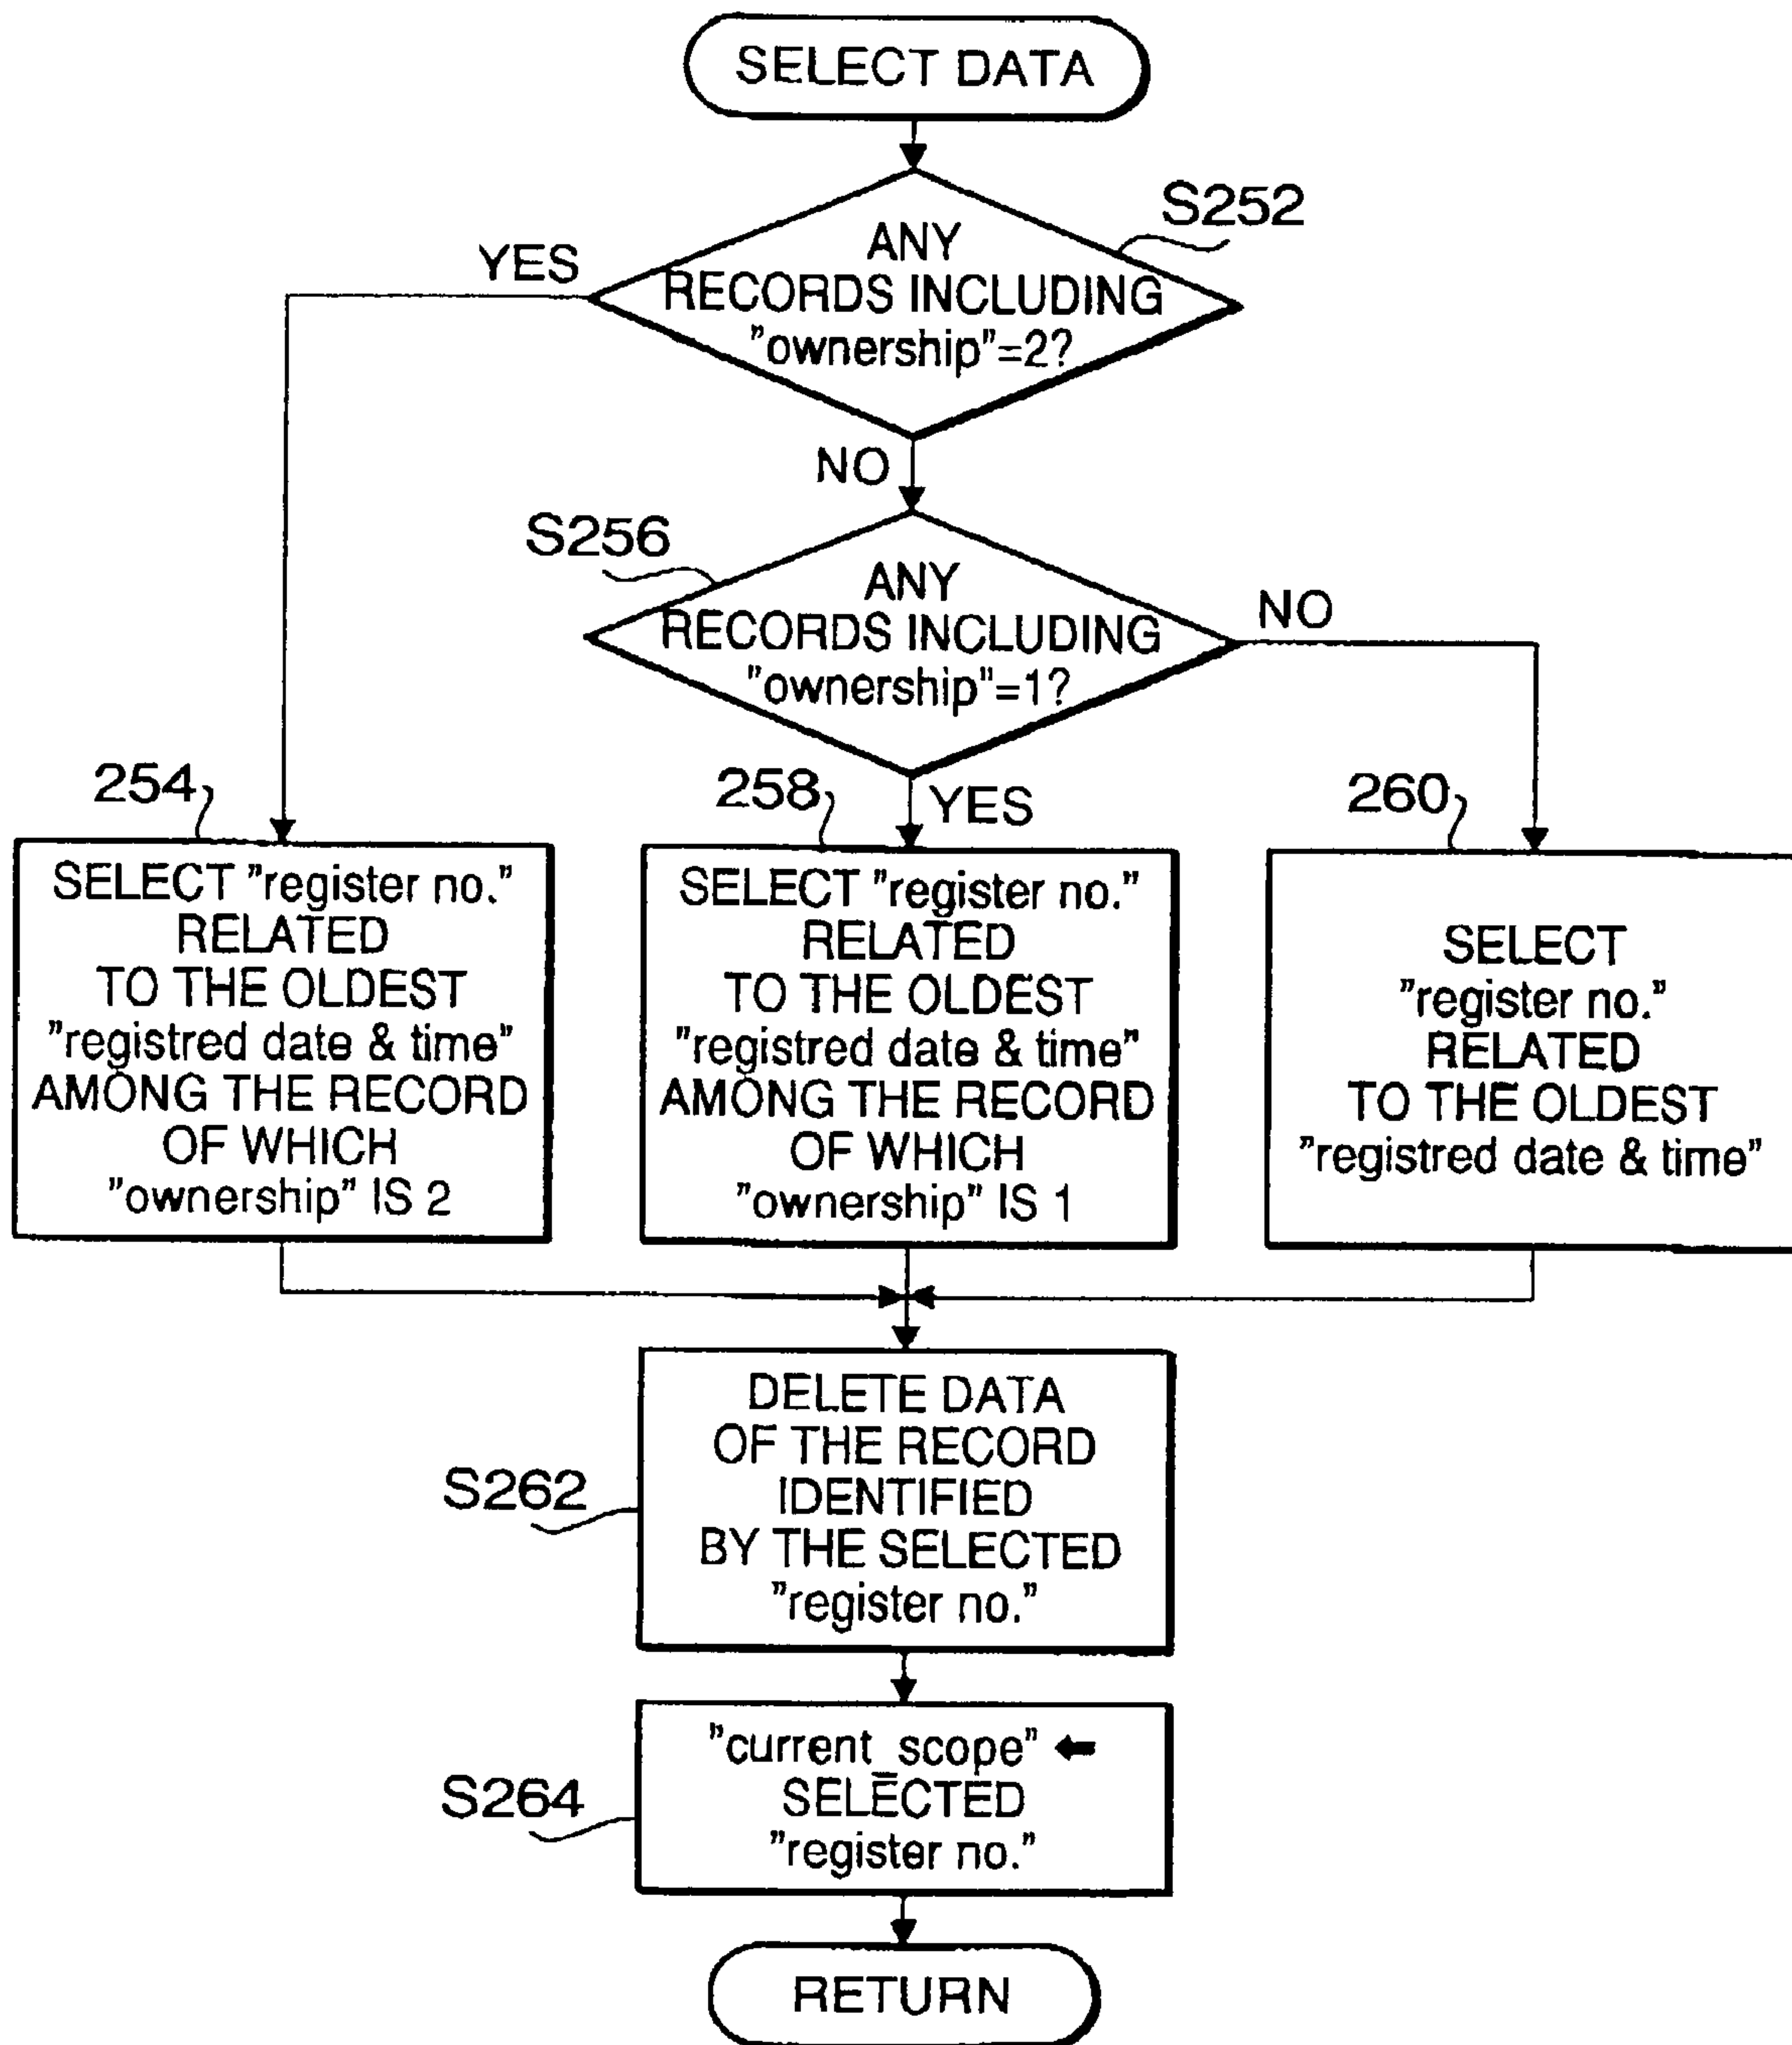 SELECT DATA
S252
YES
ANY
RECORDS INCLUDING
"ownership"=2?
NO
S256
ANY
RECORDS INCLUDING
"ownership"=1?
NO
254
258
YES
260
SELECT "register no."
RELATED
TO THE OLDEST
"registred date & time"
AMONG THE RECORD
OF WHICH
"ownership" IS 2
SELECT "register no."
RELATED
TO THE OLDEST
"registred date & time"
AMONG THE RECORD
OF WHICH
"ownership" IS 1
SELECT
"register no."
RELATED
TO THE OLDEST
"registred date & time"
S262
DELETE DATA
OF THE RECORD
IDENTIFIED
BY THE SELECTED
"register no."
S264
"current_scope" ←
SELECTED
"register no."
RETURN